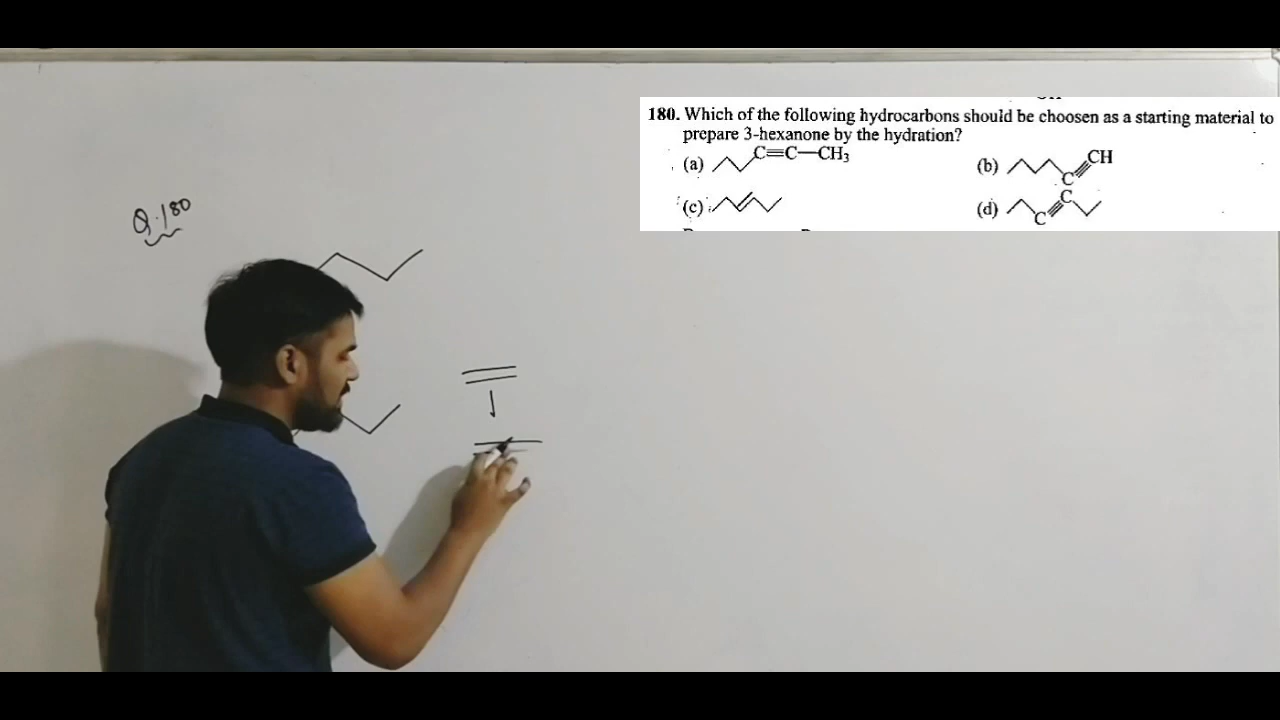 180. Which of the following hydrocarbons should be choosen as a starting material to
prepare 3-hexanone by the hydration?
(a) C≡C—CH₃
(b) C≡CH
(c)
(d) C≡C
Q.180